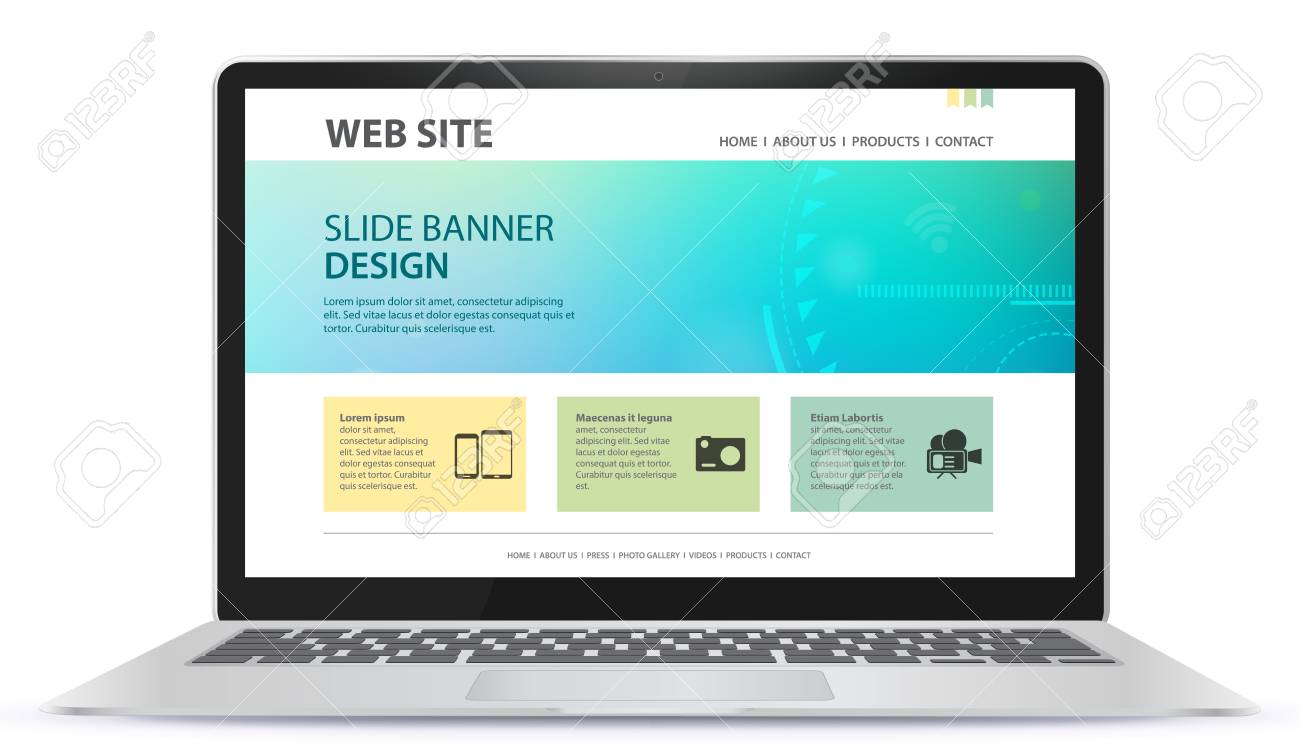 WEB SITE
HOME I ABOUT US I PRODUCTS I CONTACT
SLIDE BANNER
DESIGN
Lorem ipsum dolor sit amet, consectetur adipiscing
elit. Sed vitae lacus et dolor egestas consequat et
tortor. Curabitur quis scelerisque est.
Lorem ipsum
dolor sit amet,
consectetur adipiscing
elit. Sed vitae lacus et
dolor egestas consequat
et tortor. Curabitur
quis scelerisque est.
Maecenas it leguna
amet, consectetur
adipiscing elit. Sed vitae
lacus et dolor egestas
consequat et tortor.
Curabitur quis scelerisque
est.
Etiam Labortis
sit amet, consectetur
adipiscing elit. Sed vitae
lacus et dolor egestas
consequat et tortor.
Curabitur quis perto ela
scelerisque redos est.
HOME I ABOUT US I PRESS I PHOTO GALLERY I VIDEOS I PRODUCTS I CONTACT
123RF
123RF
123RF
123RF
123RF
123RF